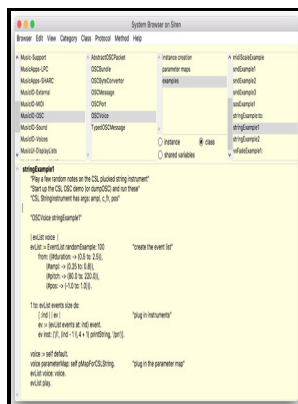 System Browser on Siren
Browser Edit View Category Class Protocol Method Help
Music-Support
MusicApps-LPC
MusicApps-SHARC
MusicIO-External
MusicIO-MIDI
MusicIO-OSC
MusicIO-Sound
MusicIO-Voices
MusicUI-DisplayLists
AbstractOSCPacket
OSCBundle
OSCByteConverter
OSCMessage
OSCPort
OSCVoice
TypedOSCMessage
instance creation
parameter maps
examples
instance
class
shared variables
midiScaleExample
sndExample1
sndExample2
sndExample3
sosExample1
stringExample:to:
stringExample1
stringExample2
stringExample1
"Play a few random notes on the CSL plucked string instrument"
"Start up the CSL OSC demo (or dumpOSC) and run these"
"CSL StringInstrument has args: ampl, c_fr, pos"
"OSCVoice stringExample1"
| evList voice |
evList := EventList randomExample: 100 "create the event list"
from: ((#duration: -> (0.5 to: 2.5)),
(#ampl: -> (0.25 to: 0.8)),
(#pitch: -> (80.0 to: 220.0)),
(#pos: -> (-1.0 to: 1.0))).
1 to: evList events size do:
[ :ind | | ev | "plug in instruments"
ev := (evList events at: ind) event.
voice := self default.
voice parameterMap: self pMapForCSLString. "plug in the parameter map"
evList voice: voice.
evList play.